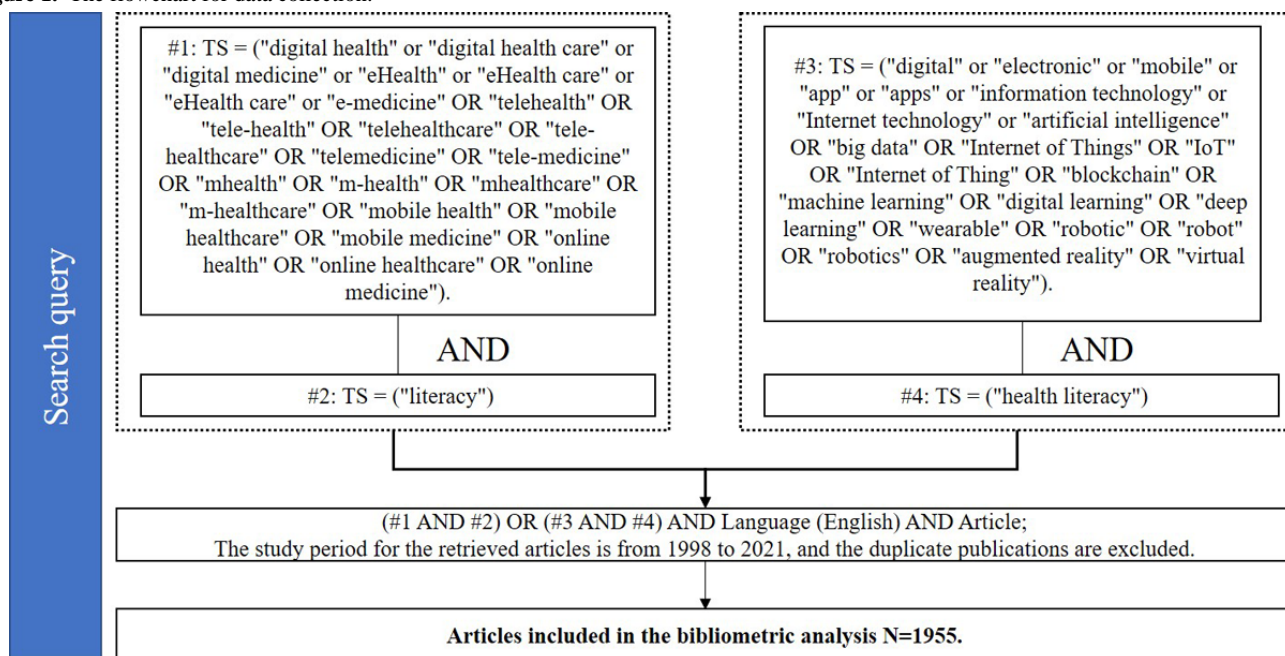 Search query
#1: TS = ("digital health" or "digital health care" or
"digital medicine" or "eHealth" or "eHealth care" or
"eHealth care" or "e-medicine" OR "telehealth" OR
"tele-health" OR "telehealthcare" OR "tele-
healthcare" OR "telemedicine" OR "tele-medicine"
OR "mhealth" OR "m-health" OR "mhealthcare" OR
"m-healthcare" OR "mobile health" OR "mobile
healthcare" OR "mobile medicine" OR "online
health" OR "online healthcare" OR "online
medicine").
AND
#2: TS = ("literacy")
#3: TS = ("digital" or "electronic" or "mobile" or
"app" or "apps" or "information technology" or
"Internet technology" or "artificial intelligence"
OR "big data" OR "Internet of Things" OR "IoT"
OR "Internet of Thing" OR "blockchain" OR
"machine learning" OR "digital learning" OR "deep
learning" OR "wearable" OR "robotic" OR "robot"
OR "robotics" OR "augmented reality" OR "virtual
reality").
AND
#4: TS = ("health literacy")
(#1 AND #2) OR (#3 AND #4) AND Language (English) AND Article;
The study period for the retrieved articles is from 1998 to 2021, and the duplicate publications are excluded.
Articles included in the bibliometric analysis N=1955.